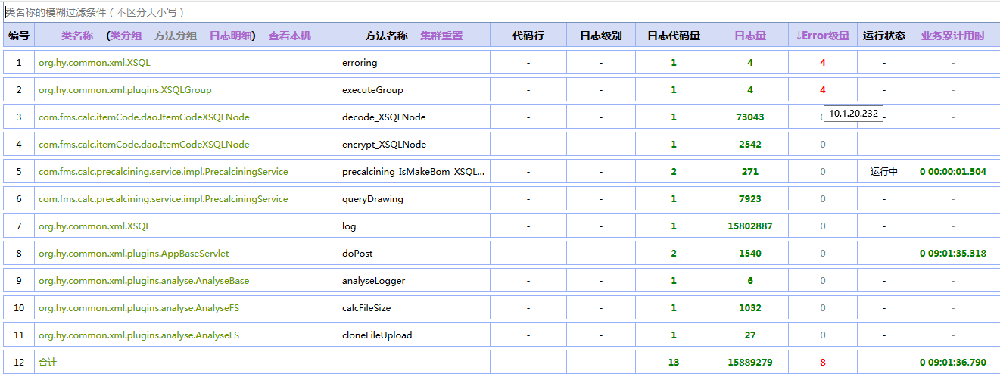 类名称的模糊过滤条件 ( 不区分大小写 )
编号 类名称 (类分组 方法分组 日志明细) 查看本机 方法名称 集群重置 代码行 日志级别 日志代码量 日志量 ↓Error级量 运行状态 业务累计用时
1 org.hy.common.xml.XSQL erroring - - 1 4 4 - -
2 org.hy.common.xml.plugins.XSQLGroup executeGroup - - 1 4 4 - -
10.1.20.232
3 com.fms.calc.itemCode.dao.ItemCodeXSQLNode decode_XSQLNode - - 1 73043 0 - -
4 com.fms.calc.itemCode.dao.ItemCodeXSQLNode encrypt_XSQLNode - - 1 2542 0 - -
5 com.fms.calc.precalcining.service.impl.PrecalciningService precalcining_IsMakeBom_XSQL... - - 2 271 0 运行中 0 00:00:01.504
6 com.fms.calc.precalcining.service.impl.PrecalciningService queryDrawing - - 1 7923 0 - -
7 org.hy.common.xml.XSQL log - - 1 15802887 0 - -
8 org.hy.common.xml.plugins.AppBaseServlet doPost - - 2 1540 0 - 0 09:01:35.318
9 org.hy.common.xml.plugins.analyse.AnalyseBase analyseLogger - - 1 6 0 - -
10 org.hy.common.xml.plugins.analyse.AnalyseFS calcFileSize - - 1 1032 0 - -
11 org.hy.common.xml.plugins.analyse.AnalyseFS cloneFileUpload - - 1 27 0 - -
12 合计 - - - 13 15889279 8 - 0 09:01:36.790